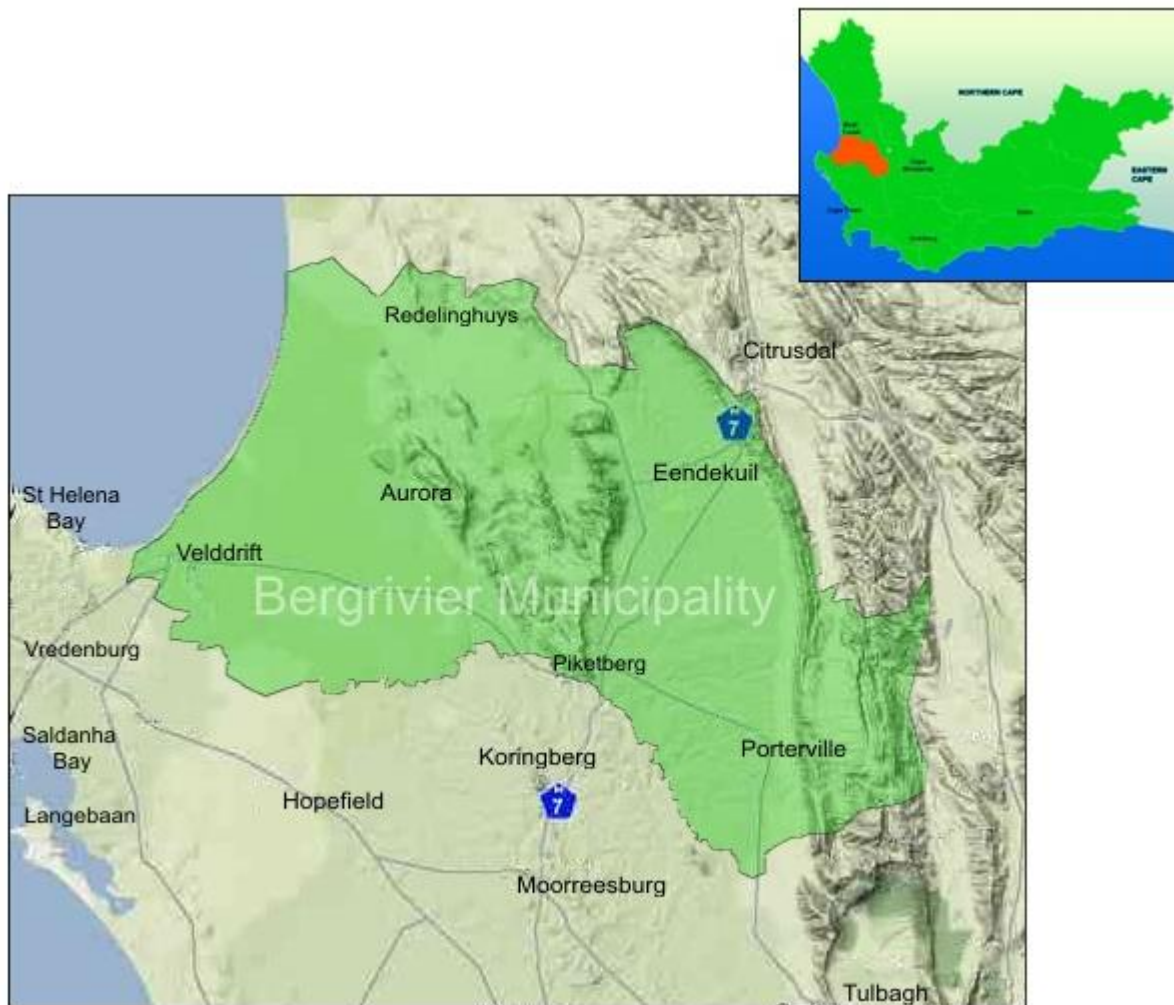 NORTHERN CAPE
EASTERN
CAPE
Redelinghuys
Citrusdal
7
Eendekuil
Aurora
St Helena
Bay
Velddrift
Bergrivier Municipality
Vredenburg
Piketberg
Saldanha
Bay
Koringberg
Porterville
7
Hopefield
Langebaan
Moorreesburg
Tulbagh